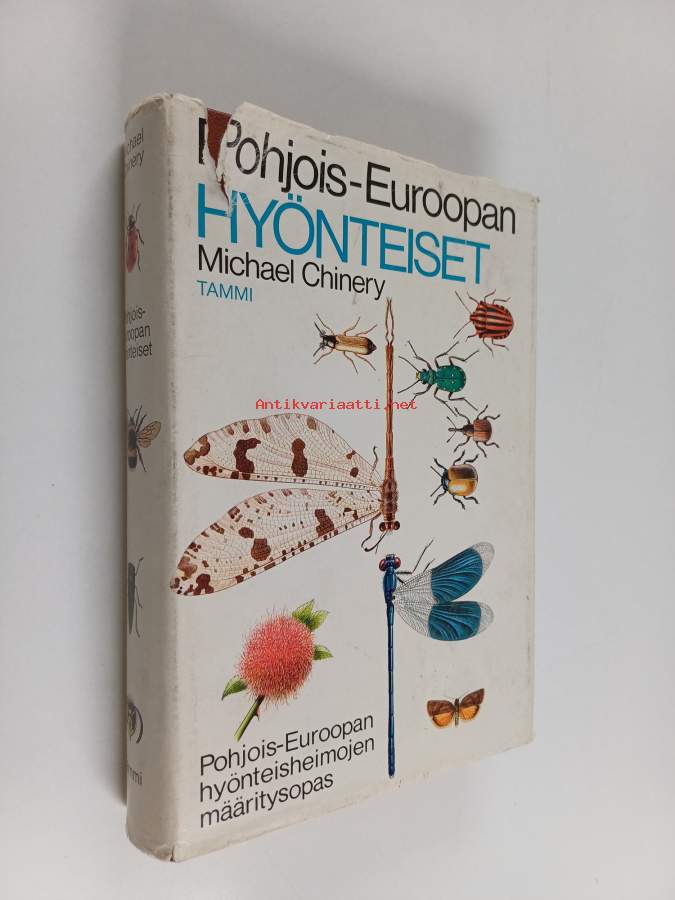 Pohjois-Euroopan
HYÖNTEISET
Michael Chinery
TAMMI
Antikvariaatti.net
Pohjois-Euroopan
hyönteisheimojen
määritysopas